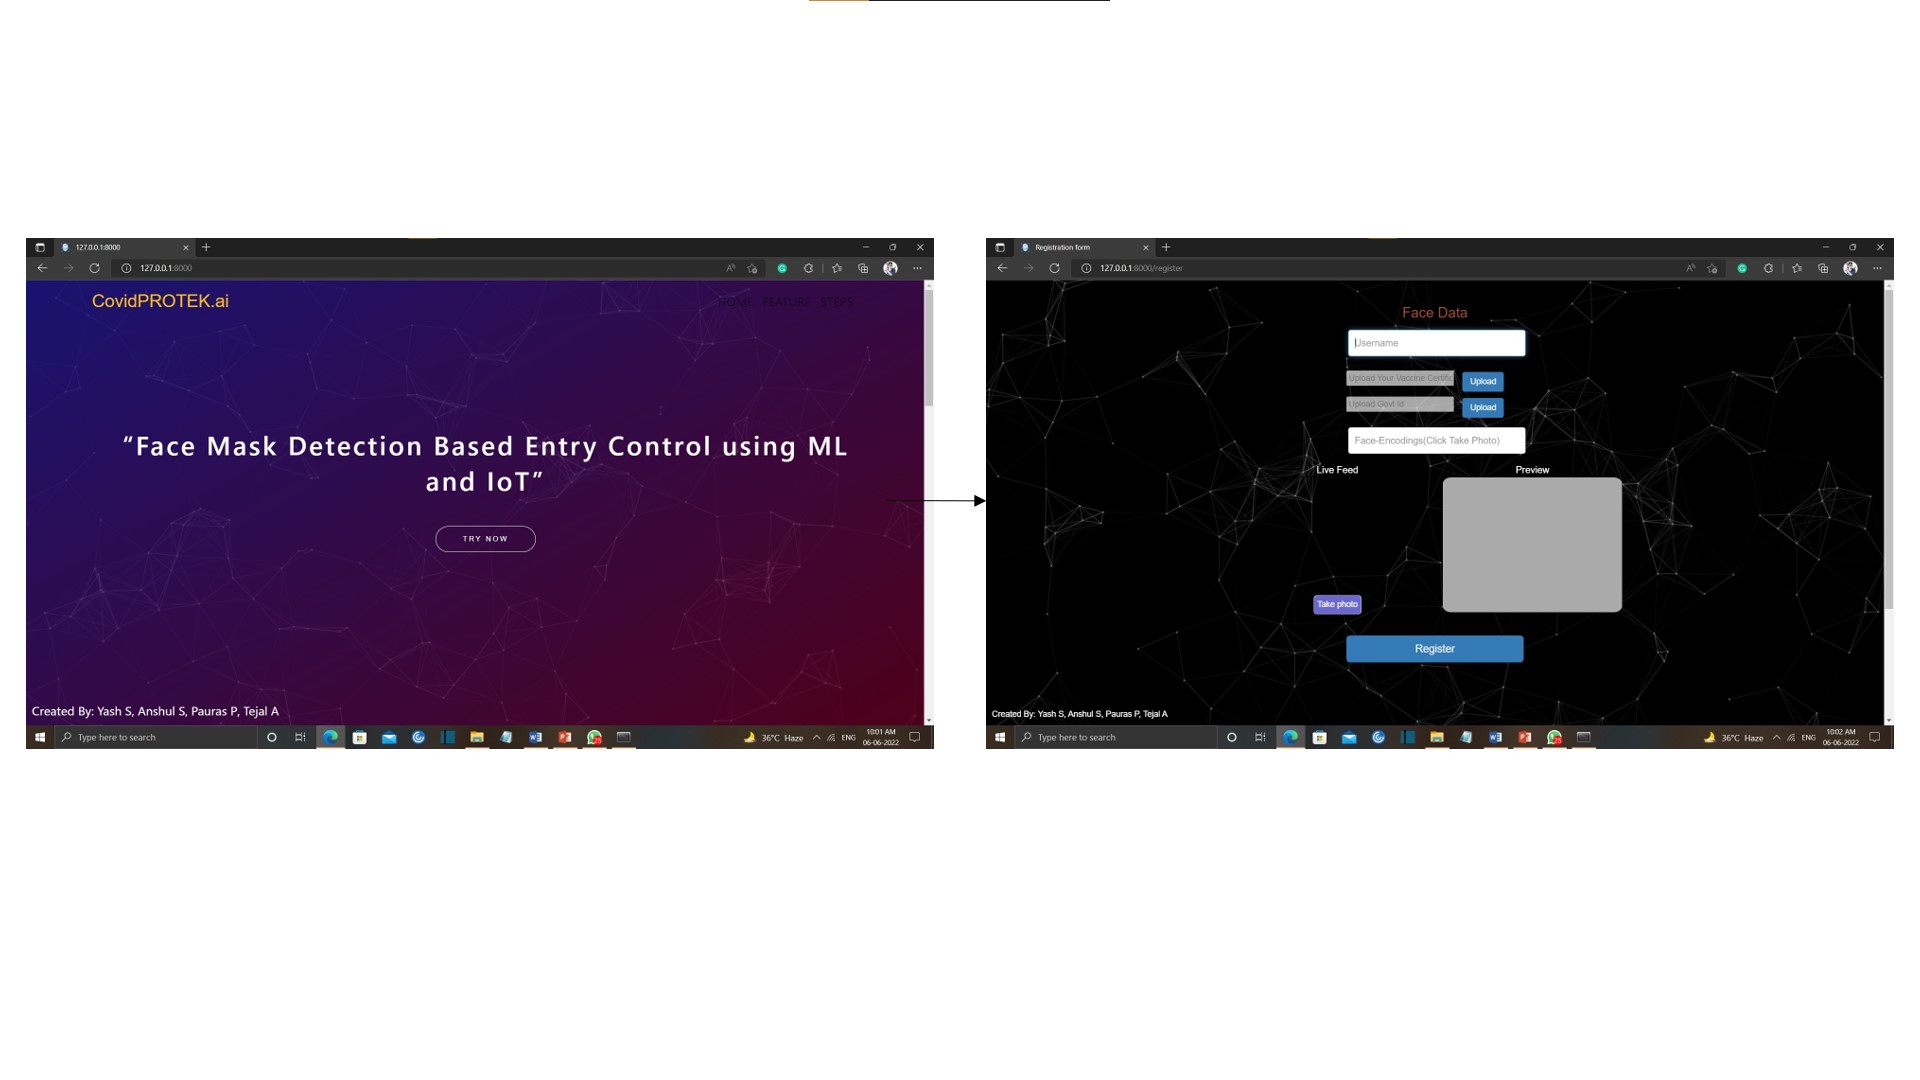 127.0.0.1:8000
127.0.0.1:8000
CovidPROTEK.ai
HOME FEATURE STEPS
“Face Mask Detection Based Entry Control using ML
and IoT”
TRY NOW
Created By: Yash S, Anshul S, Pauras P, Tejal A
Type here to search
36°C Haze
ENG
10:01 AM
06-06-2022
Registration form
127.0.0.1:8000/register
Face Data
Username
Upload Your Vaccine Certific
Upload
Upload Govt Id
Upload
Face-Encodings(Click Take Photo)
Live Feed
Preview
Take photo
Register
Created By: Yash S, Anshul S, Pauras P, Tejal A
Type here to search
36°C Haze
ENG
10:02 AM
06-06-2022